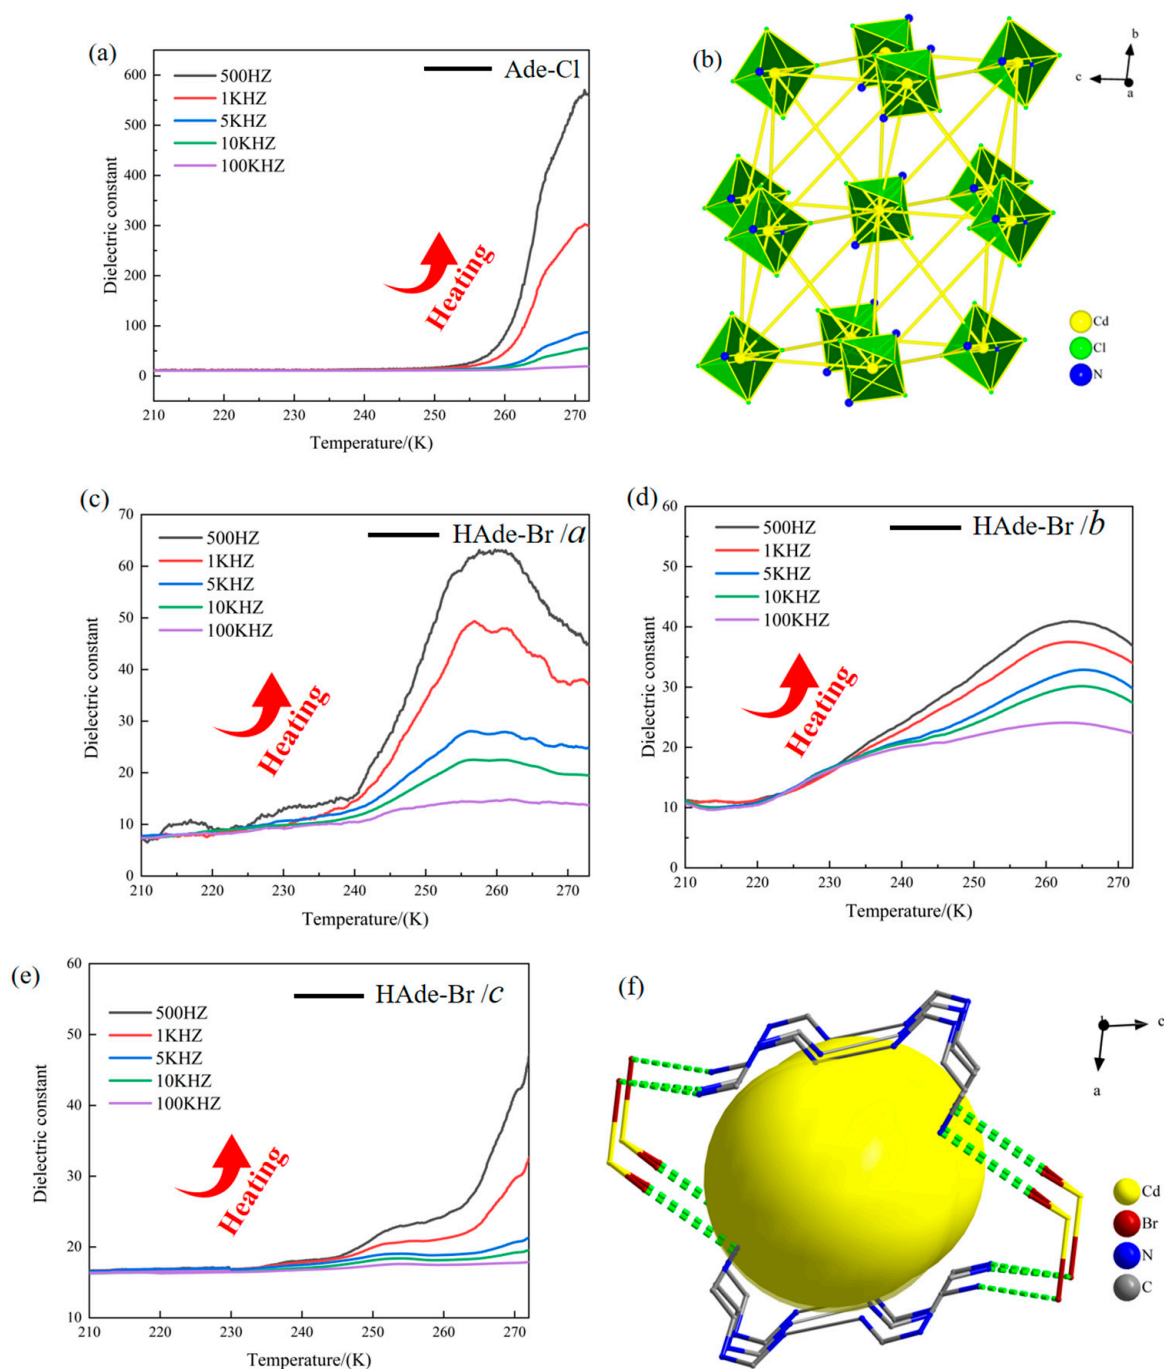 (a)
Ade-Cl
500HZ
1KHZ
5KHZ
10KHZ
100KHZ
Heating
Dielectric constant
600
500
400
300
200
100
0
210 220 230 240 250 260 270
Temperature/(K)
(b)
b
c
a
Cd
Cl
N
(c)
HAde-Br /a
500HZ
1KHZ
5KHZ
10KHZ
100KHZ
Heating
Dielectric constant
70
60
50
40
30
20
10
0
210 220 230 240 250 260 270
Temperature/(K)
(d)
HAde-Br /b
500HZ
1KHZ
5KHZ
10KHZ
100KHZ
Heating
Dielectric constant
60
50
40
30
20
10
0
210 220 230 240 250 260 270
Temperature/(K)
(e)
HAde-Br /c
500HZ
1KHZ
5KHZ
10KHZ
100KHZ
Heating
Dielectric constant
60
50
40
30
20
10
210 220 230 240 250 260 270
Temperature/(K)
(f)
c
a
Cd
Br
N
C